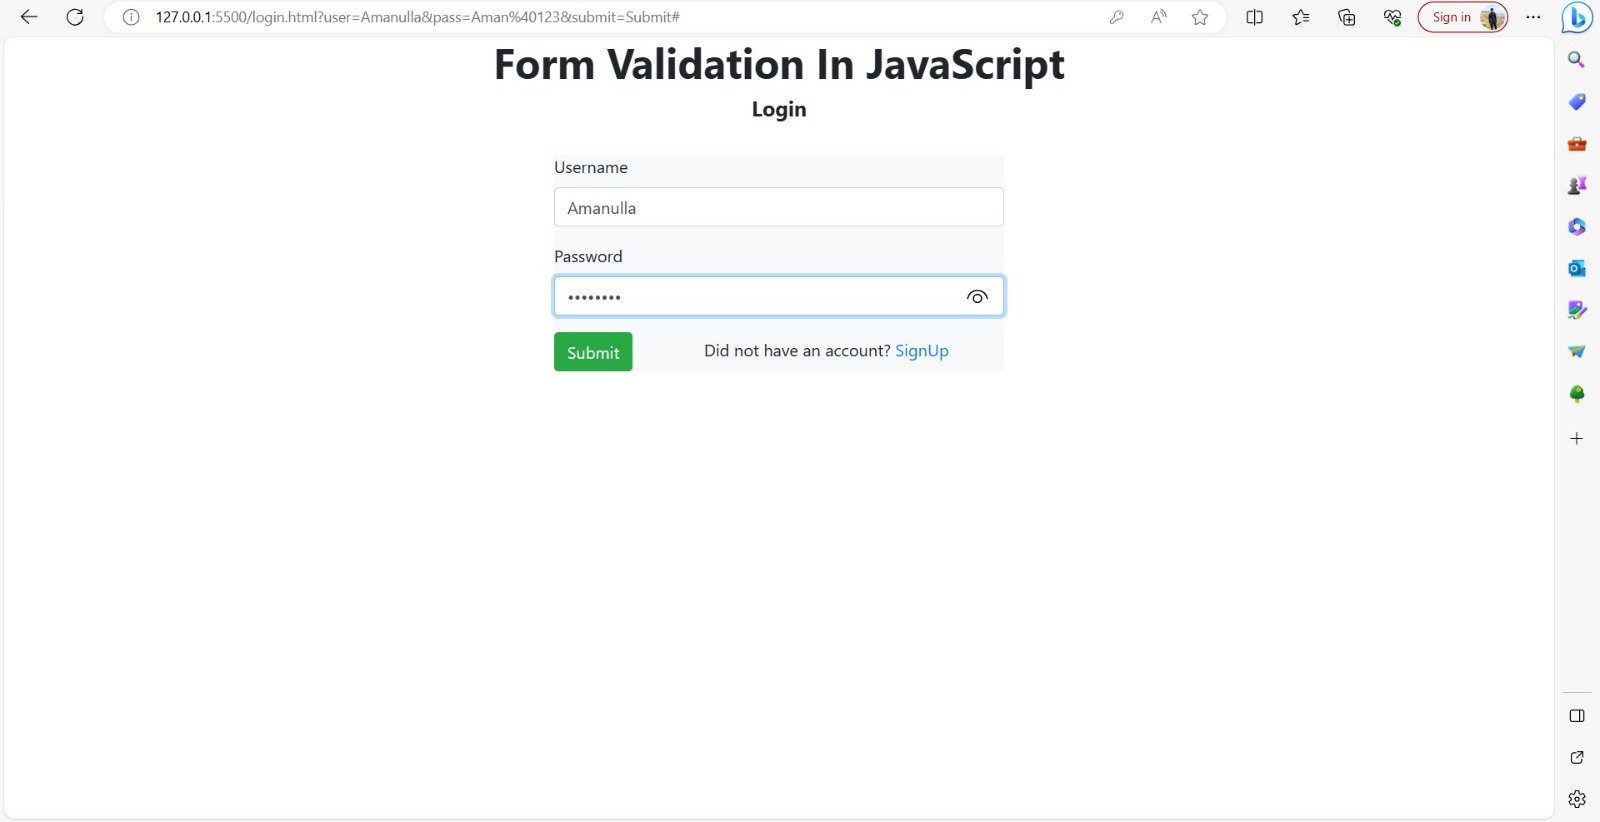 127.0.0.1:5500/login.html?user=Amanulla&pass=Aman%40123&submit=Submit#
Sign in
Form Validation In JavaScript
Login
Username
Amanulla
Password
••••••••
Submit
Did not have an account? SignUp